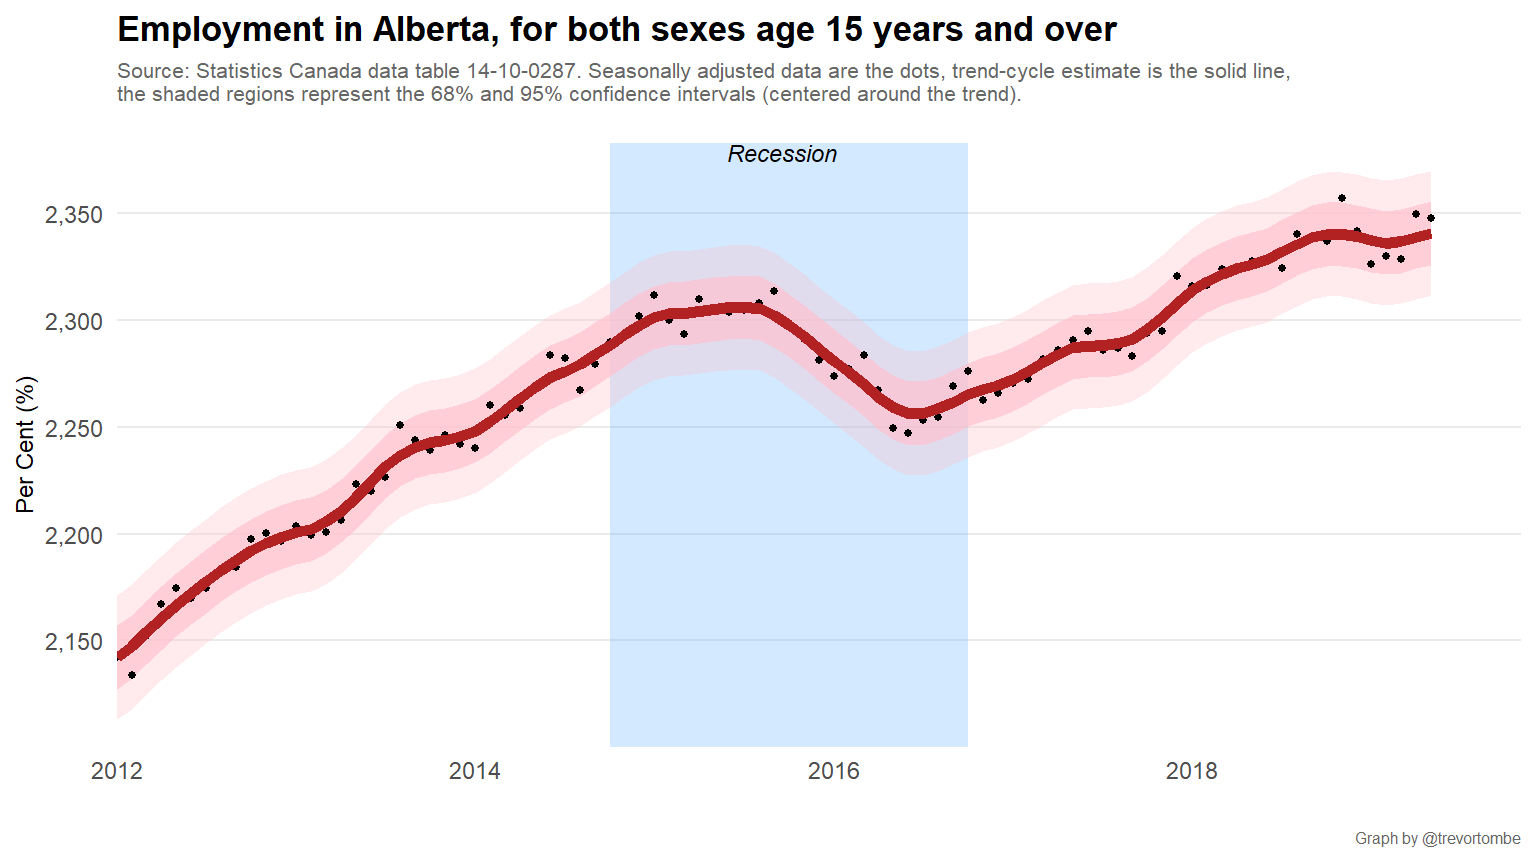 Employment in Alberta, for both sexes age 15 years and over
Source: Statistics Canada data table 14-10-0287. Seasonally adjusted data are the dots, trend-cycle estimate is the solid line,
the shaded regions represent the 68% and 95% confidence intervals (centered around the trend).
Recession
2,350
2,300
2,250
2,200
2,150
Per Cent (%)
2012
2014
2016
2018
Graph by @trevortombe